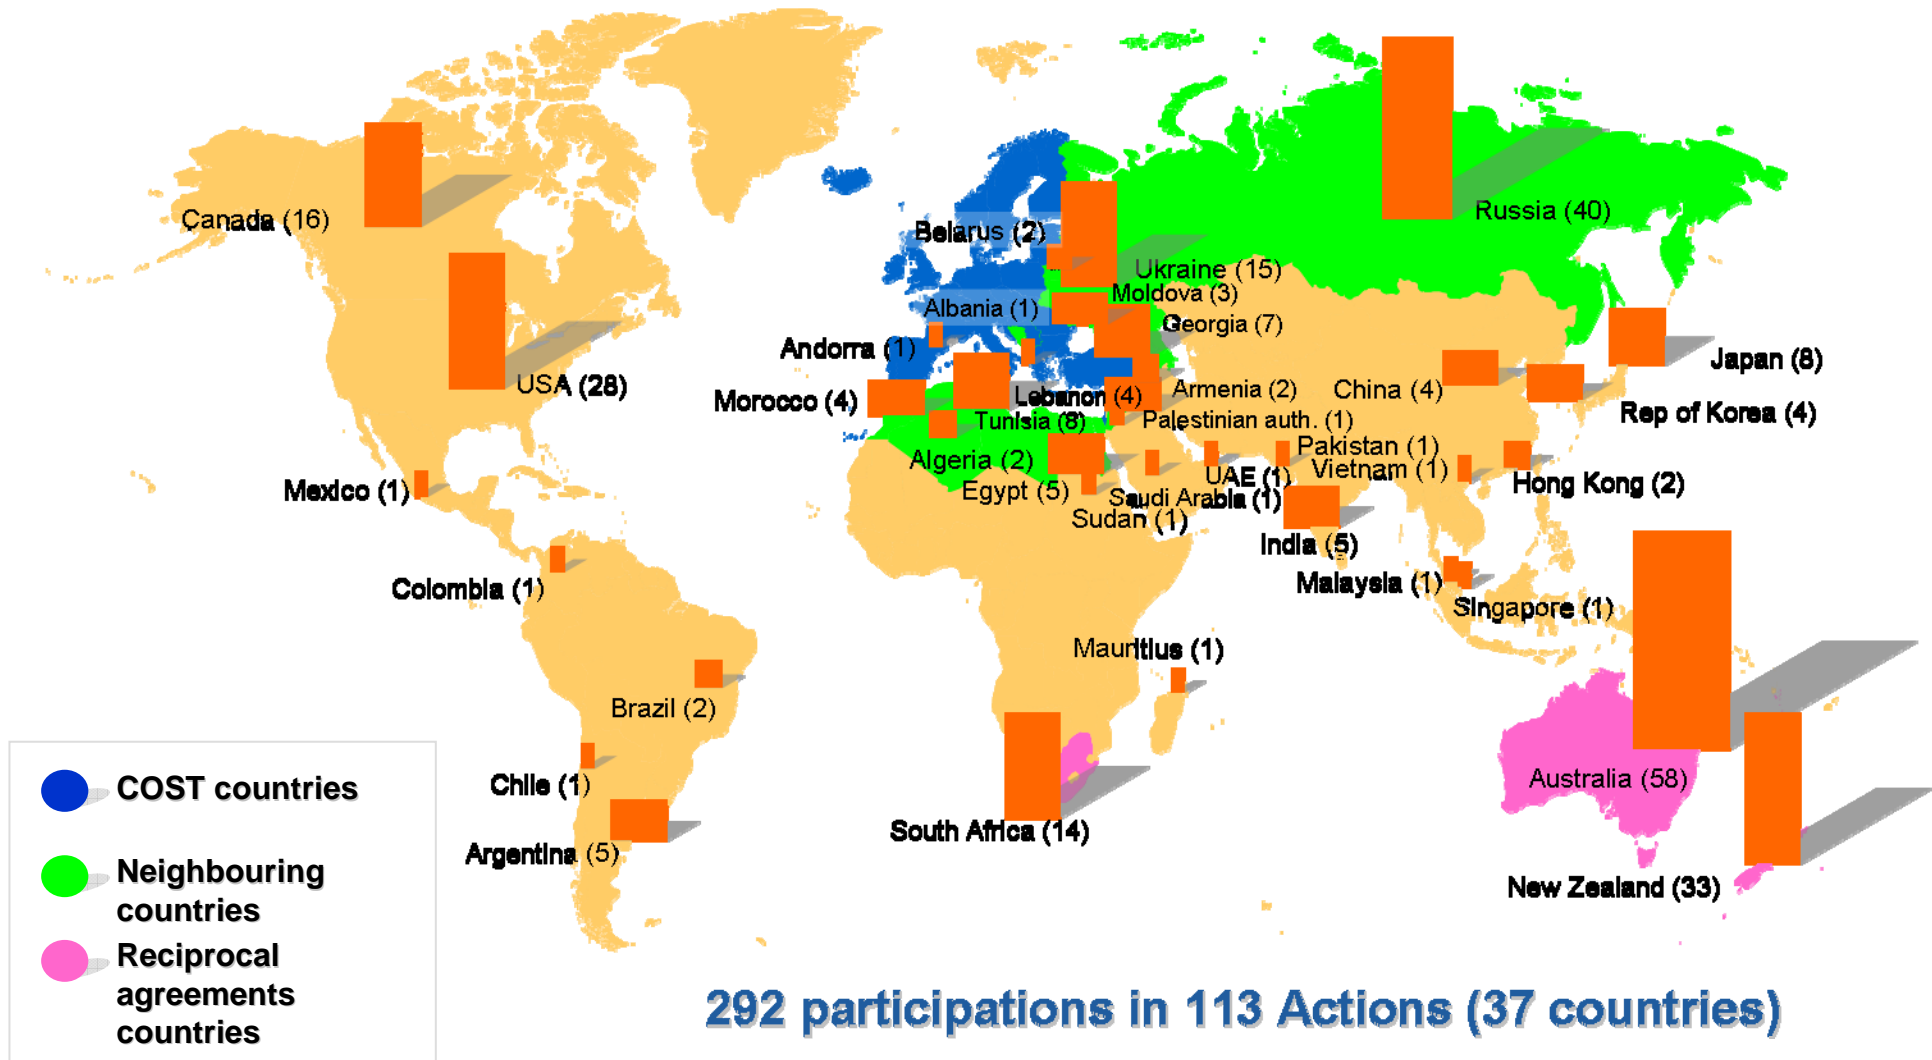 Canada (16)
Russia (40)
Belarus (2)
Ukraine (15)
Moldova (3)
Albania (1)
Georgia (7)
Andorra (1)
Japan (8)
USA (28)
Lebanon (4)
Armenia (2)
China (4)
Morocco (4)
Rep of Korea (4)
Tunisia (8)
Palestinian auth. (1)
Pakistan (1)
Algeria (2)
Vietnam (1)
UAE (1)
Hong Kong (2)
Mexico (1)
Egypt (5)
Saudi Arabia (1)
Sudan (1)
India (5)
Colombia (1)
Malaysia (1)
Singapore (1)
Mauritius (1)
Brazil (2)
Australia (58)
Chile (1)
South Africa (14)
Argentina (5)
New Zealand (33)
COST countries
Neighbouring
countries
Reciprocal
agreements
countries
292 participations in 113 Actions (37 countries)